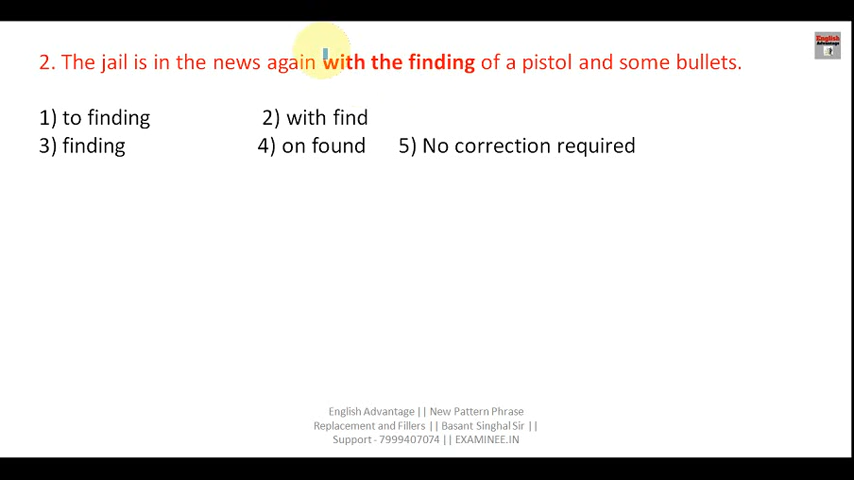 English
Advantage
2. The jail is in the news again with the finding of a pistol and some bullets.
1) to finding 2) with find
3) finding 4) on found 5) No correction required
English Advantage || New Pattern Phrase
Replacement and Fillers || Basant Singhal Sir ||
Support - 7999407074 || EXAMINEE.IN